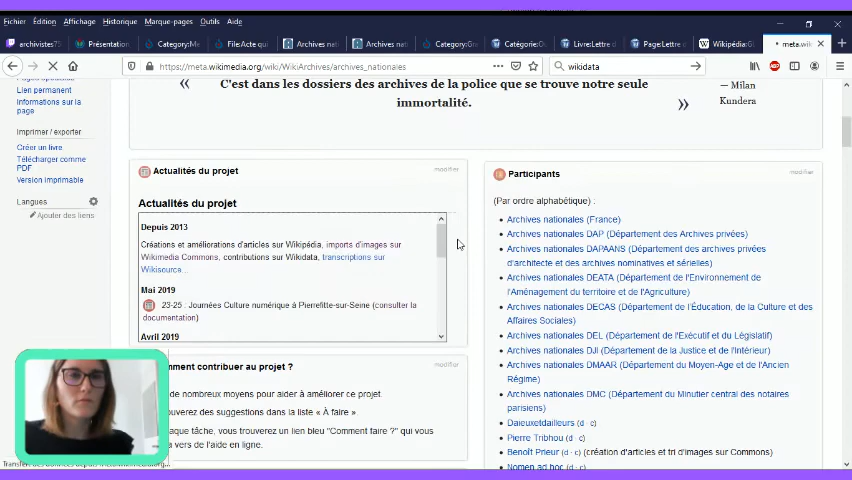 Fichier Édition Affichage Historique Marque-pages Outils Aide
archivistes75 Présentation Category:Me File:Acte qui Archives nati Archives nati Category:Gr Catégorie:O Livre:Lettre d Page:Lettre d Wikipédia:G meta.wikim
https://meta.wikimedia.org/wiki/WikiArchives/archives_nationales wikidata
Lien permanent
Informations sur la
page
Imprimer / exporter
Créer un livre
Télécharger comme
PDF
Version imprimable
Langues
Ajouter des liens
« C'est dans les dossiers des archives de la police que se trouve notre seule
immortalité. »
— Milan
Kundera
Actualités du projet modifier
Actualités du projet
Depuis 2013
Créations et améliorations d'articles sur Wikipédia, imports d'images sur
Wikimedia Commons, contributions sur Wikidata, transcriptions sur
Wikisource...
Mai 2019
23-25 : Journées Culture numérique à Pierrefitte-sur-Seine (consulter la
documentation)
Avril 2019
omment contribuer au projet ? modifier
de nombreux moyens pour aider à améliorer ce projet.
ouverez des suggestions dans la liste « À faire »
aque tâche, vous trouverez un lien bleu "Comment faire ?" qui vous
a vers de l'aide en ligne.
Participants modifier
(Par ordre alphabétique) :
Archives nationales (France)
Archives nationales DAP (Département des Archives privées)
Archives nationales DAPAANS (Département des archives privées
d'architecte et des archives nominatives et sérielles)
Archives nationales DEATA (Département de l'Environnement de
l'Aménagement du territoire et de l'Agriculture)
Archives nationales DECAS (Département de l'Éducation, de la Culture et des
Affaires Sociales)
Archives nationales DEL (Département de l'Exécutif et du Législatif)
Archives nationales DJI (Département de la Justice et de l'Intérieur)
Archives nationales DMAAR (Département du Moyen-Age et de l'Ancien
Régime)
Archives nationales DMC (Département du Minutier central des notaires
parisiens)
Daieuxetdailleurs (d · c)
Pierre Tribhou (d · c)
Benoît Prieur (d · c) (création d'articles et tri d'images sur Commons)
Nomen ad hoc (d · c)